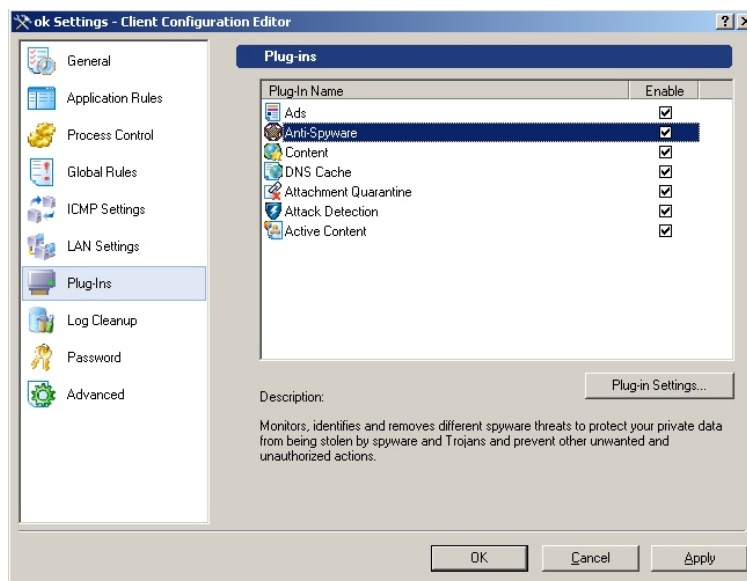 ok Settings - Client Configuration Editor
General
Application Rules
Process Control
Global Rules
ICMP Settings
LAN Settings
Plug-Ins
Log Cleanup
Password
Advanced
Plug-ins
Plug-In Name Enable
Ads
Anti-Spyware
Content
DNS Cache
Attachment Quarantine
Attack Detection
Active Content
Plug-in Settings...
Description:
Monitors, identifies and removes different spyware threats to protect your private data
from being stolen by spyware and Trojans and prevent other unwanted and
unauthorized actions.
OK Cancel Apply